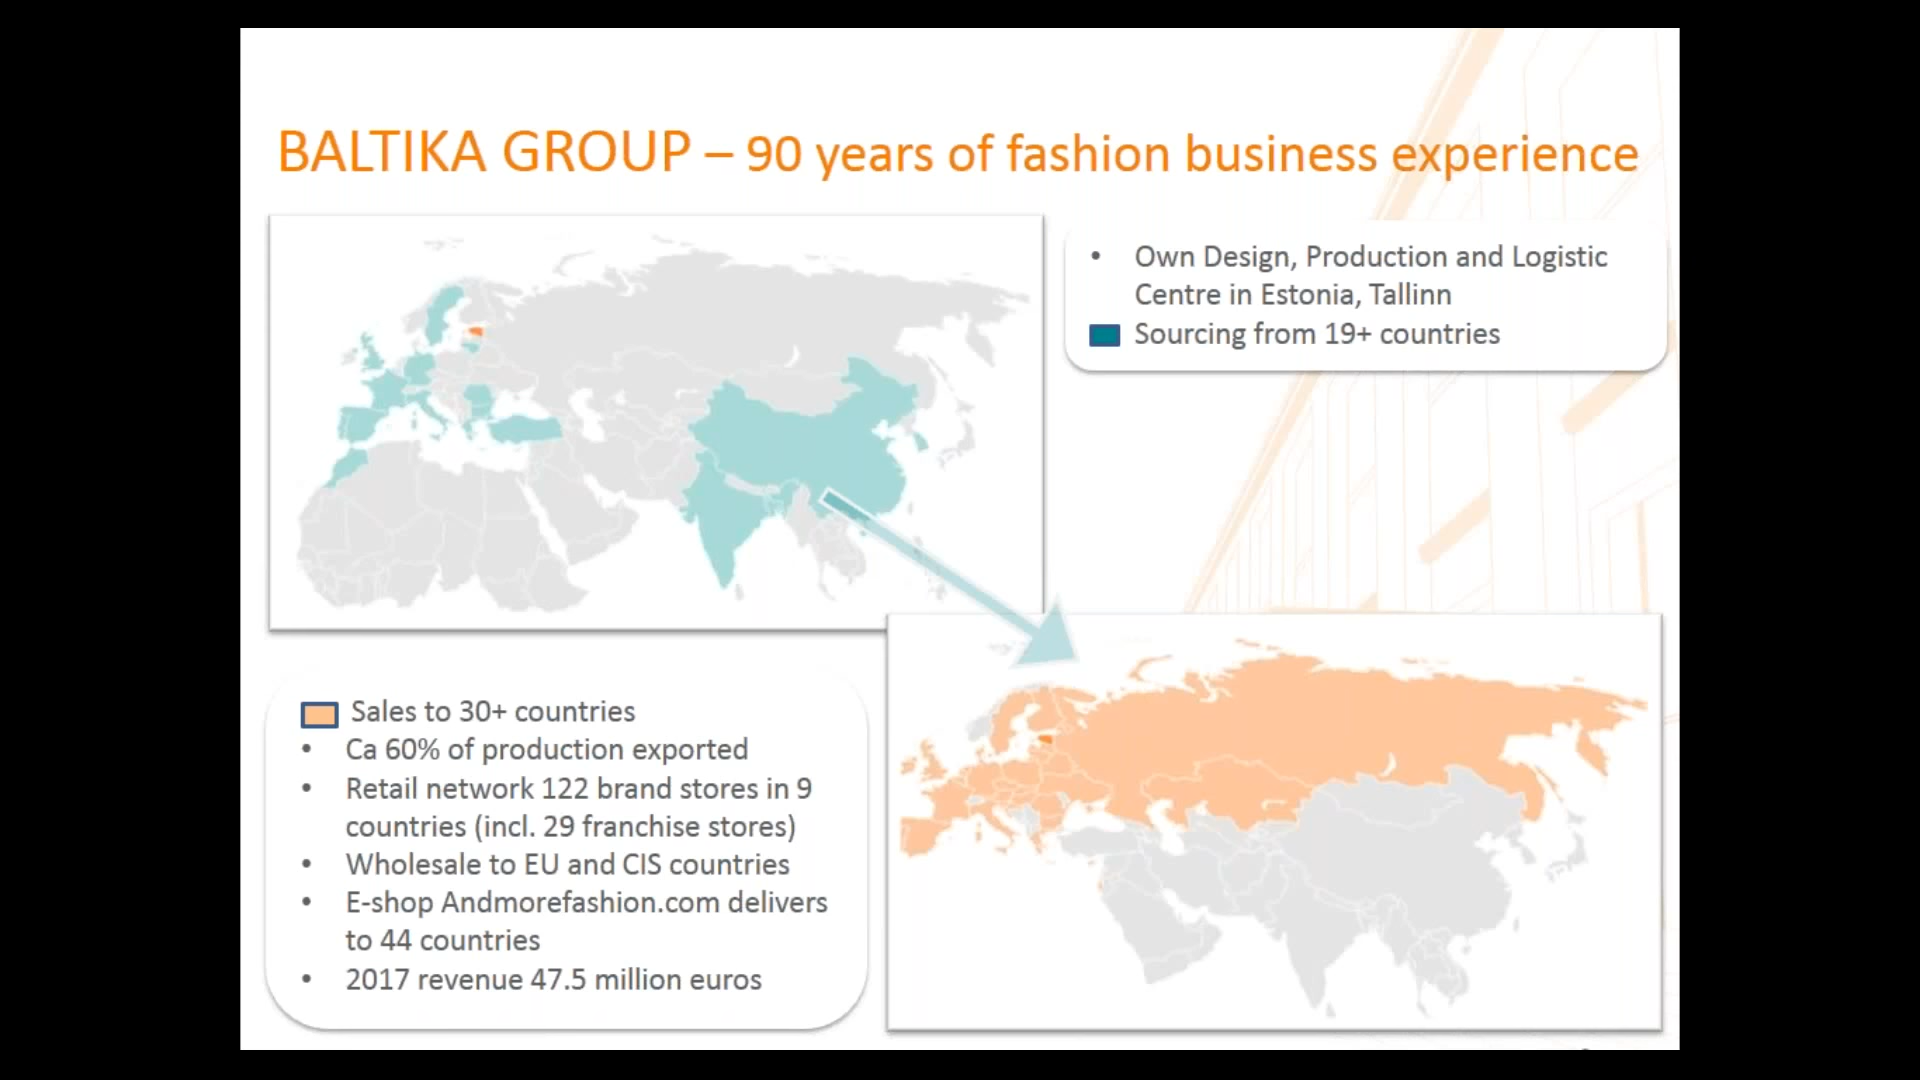 BALTIKA GROUP – 90 years of fashion business experience
• Own Design, Production and Logistic
Centre in Estonia, Tallinn
Sourcing from 19+ countries
Sales to 30+ countries
• Ca 60% of production exported
• Retail network 122 brand stores in 9
countries (incl. 29 franchise stores)
• Wholesale to EU and CIS countries
• E-shop Andmorefashion.com delivers
to 44 countries
• 2017 revenue 47.5 million euros